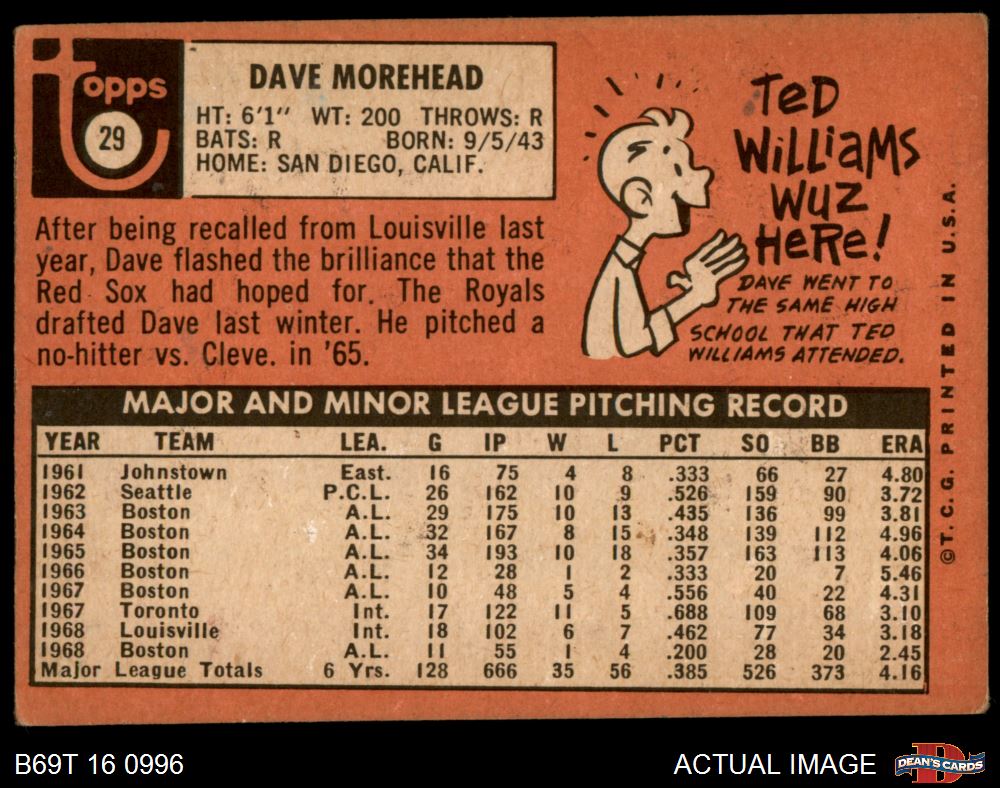 topps
29
DAVE MOREHEAD
HT: 6'1" WT: 200 THROWS: R
BATS: R BORN: 9/5/43
HOME: SAN DIEGO, CALIF.
After being recalled from Louisville last
year, Dave flashed the brilliance that the
Red Sox had hoped for. The Royals
drafted Dave last winter. He pitched a
no-hitter vs. Cleve. in '65.
TeD
WiLLiaMS
WuZ
HeRe!
DAVE WENT TO
THE SAME HIGH
SCHOOL THAT TED
WILLIAMS ATTENDED.
©T.C.G. PRINTED IN U.S.A.
MAJOR AND MINOR LEAGUE PITCHING RECORD
YEAR TEAM LEA. G IP W L PCT SO BB ERA
1961 Johnstown East. 16 75 4 8 .333 66 27 4.80
1962 Seattle P.C.L. 26 162 10 9 .526 159 90 3.72
1963 Boston A.L. 29 175 10 13 .435 136 99 3.81
1964 Boston A.L. 32 167 8 15 .348 139 112 4.96
1965 Boston A.L. 34 193 10 18 .357 163 113 4.06
1966 Boston A.L. 12 28 1 2 .333 20 7 5.46
1967 Boston A.L. 10 48 5 4 .556 40 22 4.31
1967 Toronto Int. 17 122 11 5 .688 109 68 3.10
1968 Louisville Int. 18 102 6 7 .462 77 34 3.18
1968 Boston A.L. 11 55 1 4 .200 28 20 2.45
Major League Totals 6 Yrs. 128 666 35 56 .385 526 373 4.16
B69T 16 0996
ACTUAL IMAGE
D
DEAN'S CARDS